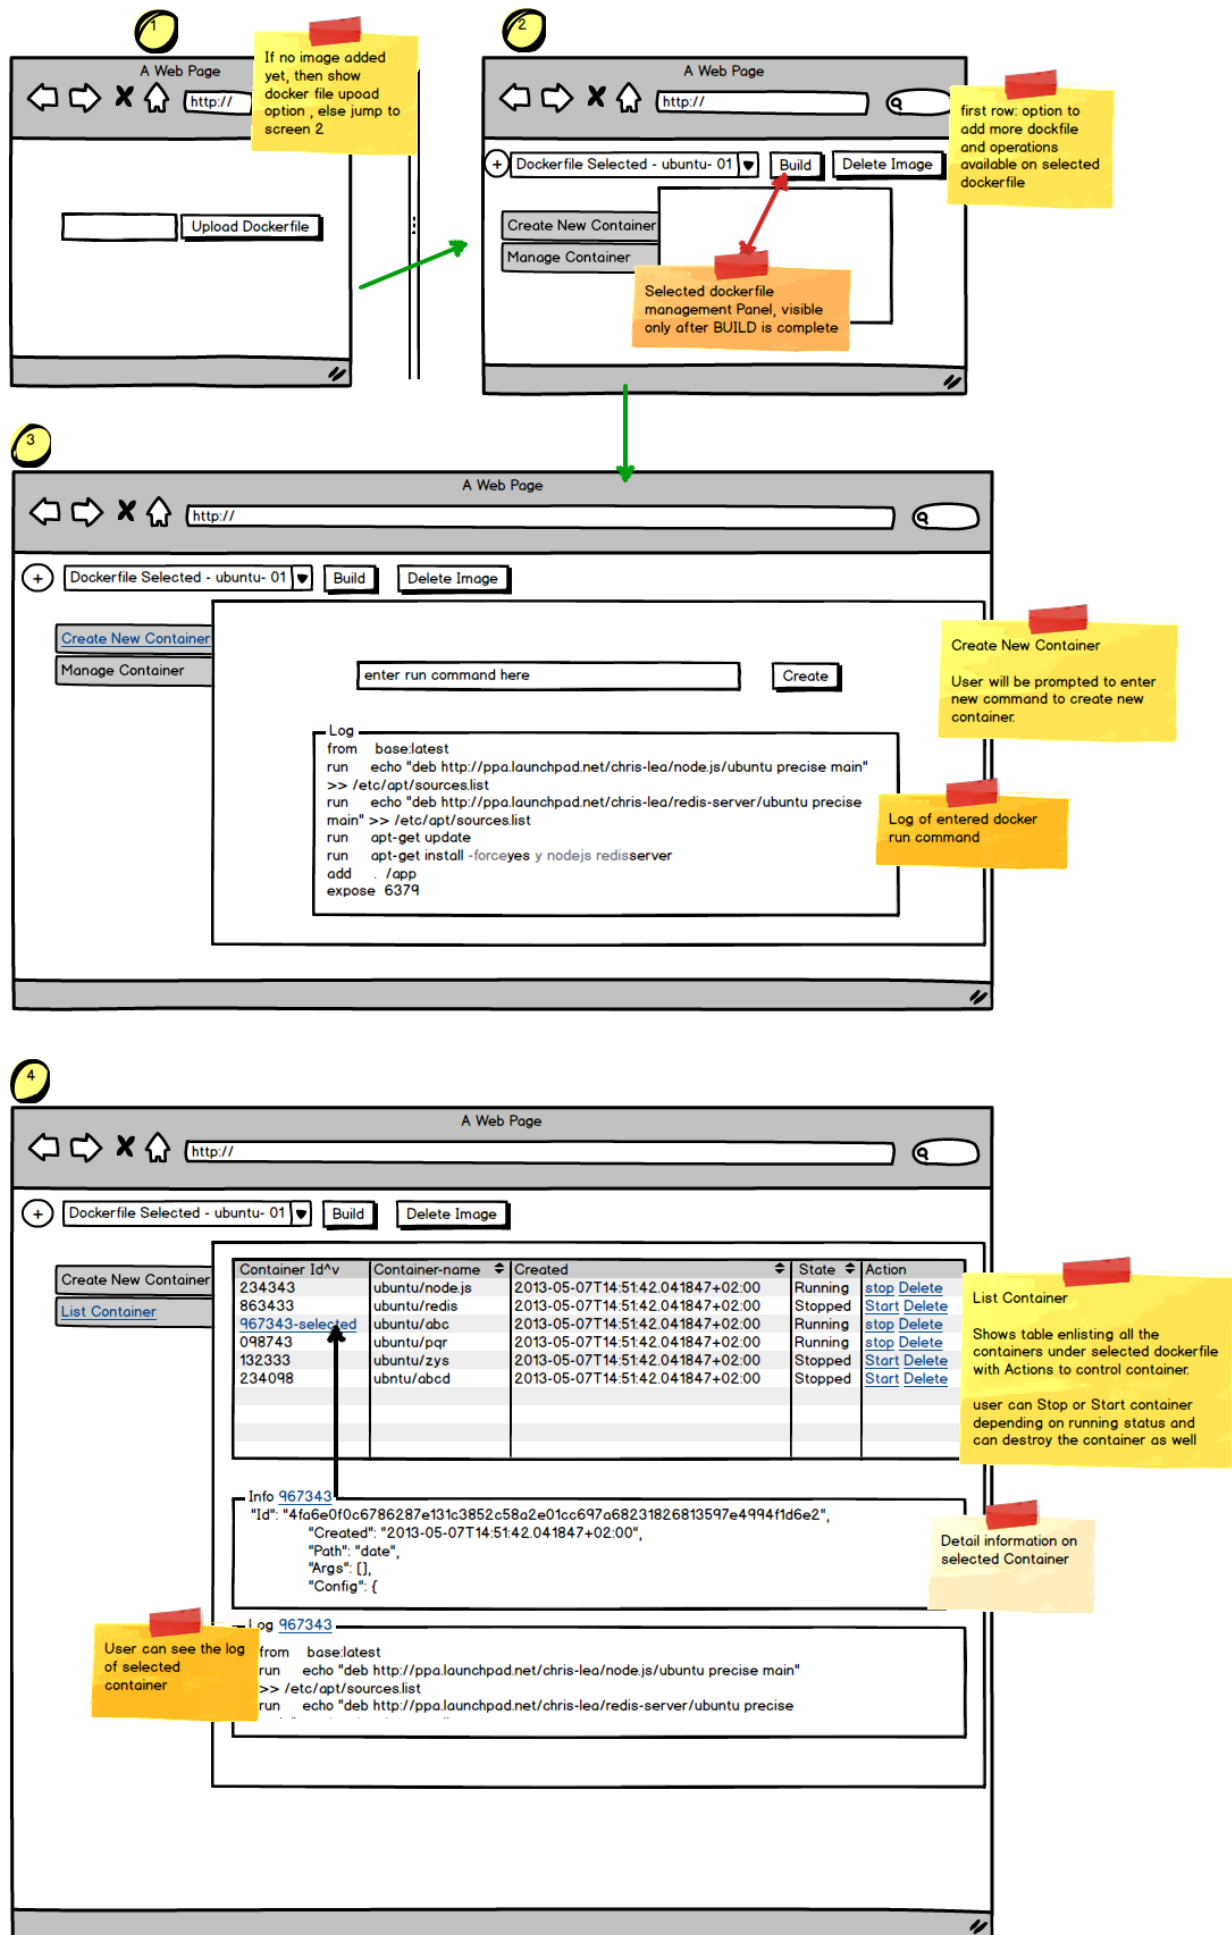 1
A Web Page
http://
If no image added
yet, then show
docker file upoad
option , else jump to
screen 2
Upload Dockerfile
2
A Web Page
http://
first row: option to
add more dockfile
and operations
available on selected
dockerfile
+ Dockerfile Selected - ubuntu- 01 Build Delete Image
Create New Container
Manage Container
Selected dockerfile
management Panel, visible
only after BUILD is complete
3
A Web Page
http://
+ Dockerfile Selected - ubuntu- 01 Build Delete Image
Create New Container
Manage Container
enter run command here Create
Create New Container
User will be prompted to enter
new command to create new
container.
Log
from base:latest
run echo "deb http://ppa.launchpad.net/chris-lea/node.js/ubuntu precise main"
>> /etc/apt/sources.list
run echo "deb http://ppa.launchpad.net/chris-lea/redis-server/ubuntu precise
main" >> /etc/apt/sources.list
run apt-get update
run apt-get install -forceyes y nodejs redisserver
add . /app
expose 6379
Log of entered docker
run command
4
A Web Page
http://
+ Dockerfile Selected - ubuntu- 01 Build Delete Image
Create New Container
List Container
Container Id^v Container-name Created State Action
234343 ubuntu/node.js 2013-05-07T14:51:42.041847+02:00 Running stop Delete
863433 ubuntu/redis 2013-05-07T14:51:42.041847+02:00 Stopped Start Delete
967343-selected ubuntu/abc 2013-05-07T14:51:42.041847+02:00 Running stop Delete
098743 ubuntu/pqr 2013-05-07T14:51:42.041847+02:00 Running stop Delete
132333 ubuntu/zys 2013-05-07T14:51:42.041847+02:00 Stopped Start Delete
234098 ubntu/abcd 2013-05-07T14:51:42.041847+02:00 Stopped Start Delete
List Container
Shows table enlisting all the
containers under selected dockerfile
with Actions to control container.
user can Stop or Start container
depending on running status and
can destroy the container as well
Info 967343
"Id": "4fa6e0f0c6786287e131c3852c58a2e01cc697a68231826813597e4994f1d6e2",
"Created": "2013-05-07T14:51:42.041847+02:00",
"Path": "date",
"Args": [],
"Config": {
Detail information on
selected Container
Log 967343
from base:latest
run echo "deb http://ppa.launchpad.net/chris-lea/node.js/ubuntu precise main"
>> /etc/apt/sources.list
run echo "deb http://ppa.launchpad.net/chris-lea/redis-server/ubuntu precise
User can see the log
of selected
container